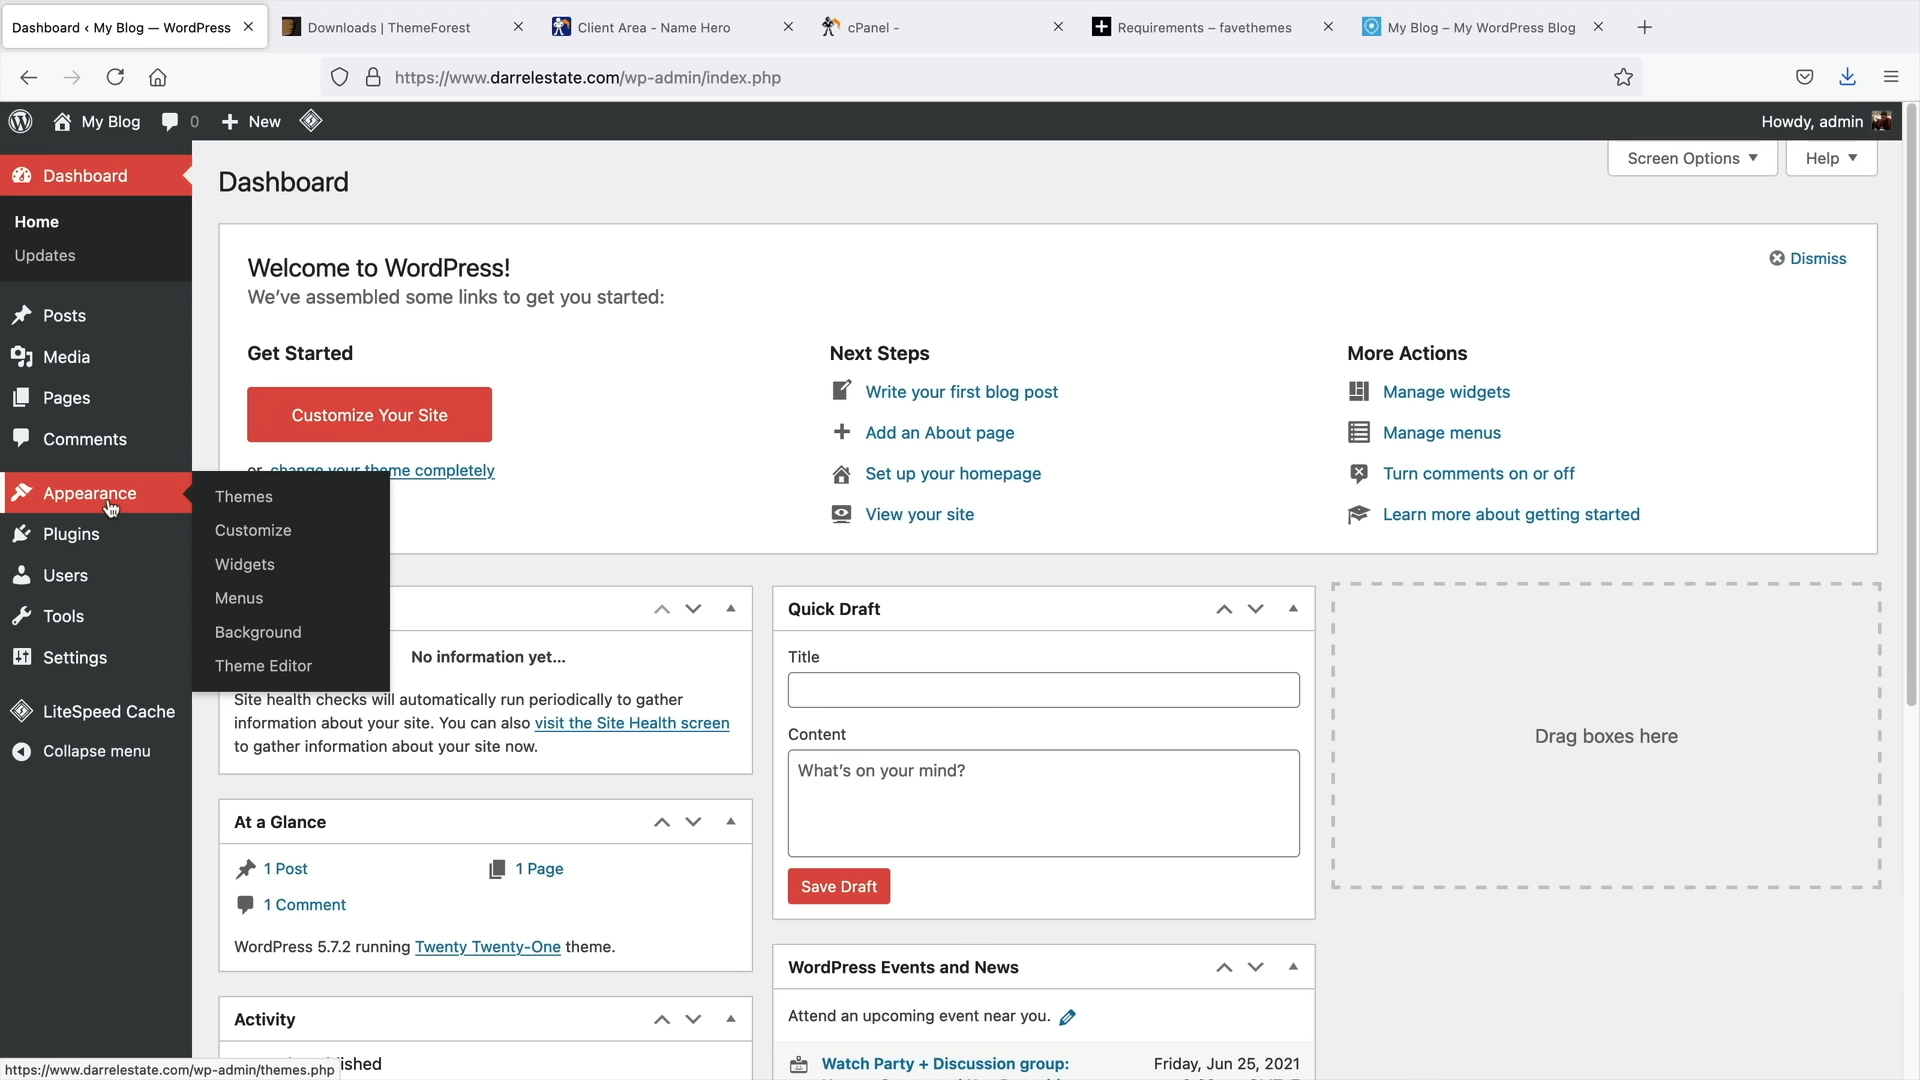 Dashboard ‹ My Blog — WordPress
Downloads | ThemeForest
Client Area - Name Hero
cPanel -
Requirements – favethemes
My Blog – My WordPress Blog
https://www.darrelestate.com/wp-admin/index.php
My Blog
0
New
Howdy, admin
Dashboard
Home
Updates
Posts
Media
Pages
Comments
Appearance
Plugins
Users
Tools
Settings
LiteSpeed Cache
Collapse menu
Themes
Customize
Widgets
Menus
Background
Theme Editor
Dashboard
Screen Options
Help
Welcome to WordPress!
We've assembled some links to get you started:
Dismiss
Get Started
Customize Your Site
or change your theme completely
Next Steps
Write your first blog post
Add an About page
Set up your homepage
View your site
More Actions
Manage widgets
Manage menus
Turn comments on or off
Learn more about getting started
No information yet...
Site health checks will automatically run periodically to gather
information about your site. You can also visit the Site Health screen
to gather information about your site now.
At a Glance
1 Post
1 Page
1 Comment
WordPress 5.7.2 running Twenty Twenty-One theme.
Activity
Quick Draft
Title
Content
What's on your mind?
Save Draft
WordPress Events and News
Attend an upcoming event near you.
Watch Party + Discussion group:
Friday, Jun 25, 2021
Drag boxes here
https://www.darrelestate.com/wp-admin/themes.php